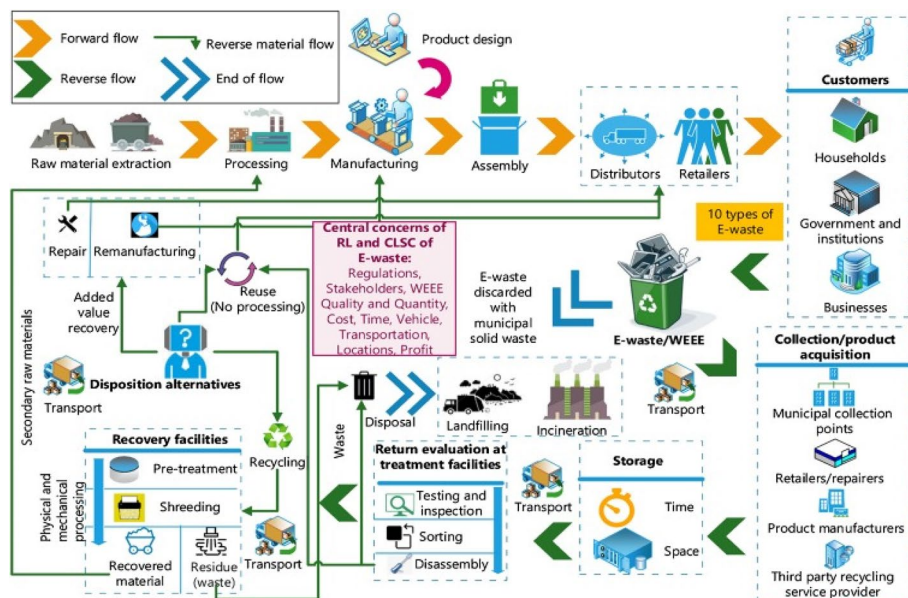 Forward flow
Reverse material flow
Reverse flow
End of flow
Product design
Customers
Raw material extraction
Processing
Manufacturing
Assembly
Distributors
Retailers
Households
Government and
institutions
Businesses
10 types of
E-waste
Repair
Remanufacturing
Central concerns of
RL and CLSC of
E-waste:
Regulations,
Stakeholders, WEEE
Quality and Quantity,
Cost, Time, Vehicle,
Transportation,
Locations, Profit
Reuse
(No processing)
Added
value
recovery
E-waste
discarded
with
municipal
solid waste
E-waste/WEEE
Secondary raw materials
Disposition alternatives
Transport
Transport
Collection/product
acquisition
Municipal collection
points
Retailers/repairers
Product manufacturers
Third party recycling
service provider
Disposal
Landfilling
Incineration
Waste
Recycling
Recovery facilities
Pre-treatment
Shreeding
Recovered
material
Residue
(waste)
Physical and
mechanical
processing
Transport
Return evaluation at
treatment facilities
Testing and
inspection
Sorting
Disassembly
Transport
Storage
Time
Space